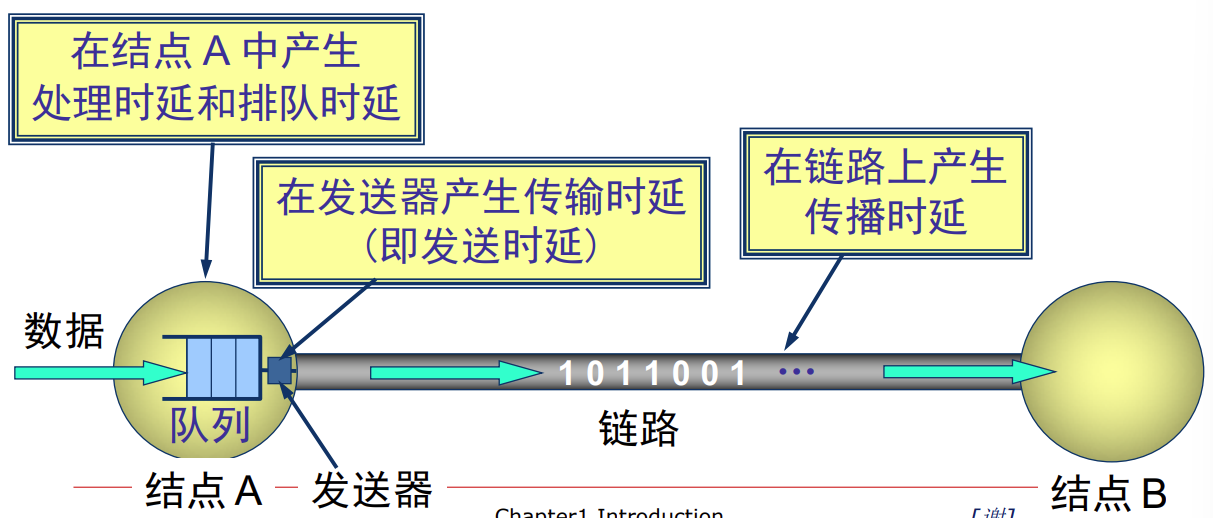 在结点 A 中产生
处理时延和排队时延
在发送器产生传输时延
(即发送时延)
在链路上产生
传播时延
数据
1 0 1 1 0 0 1 …
队列
链路
结点 A
发送器
结点 B
Chapter1 Introduction
[谢]